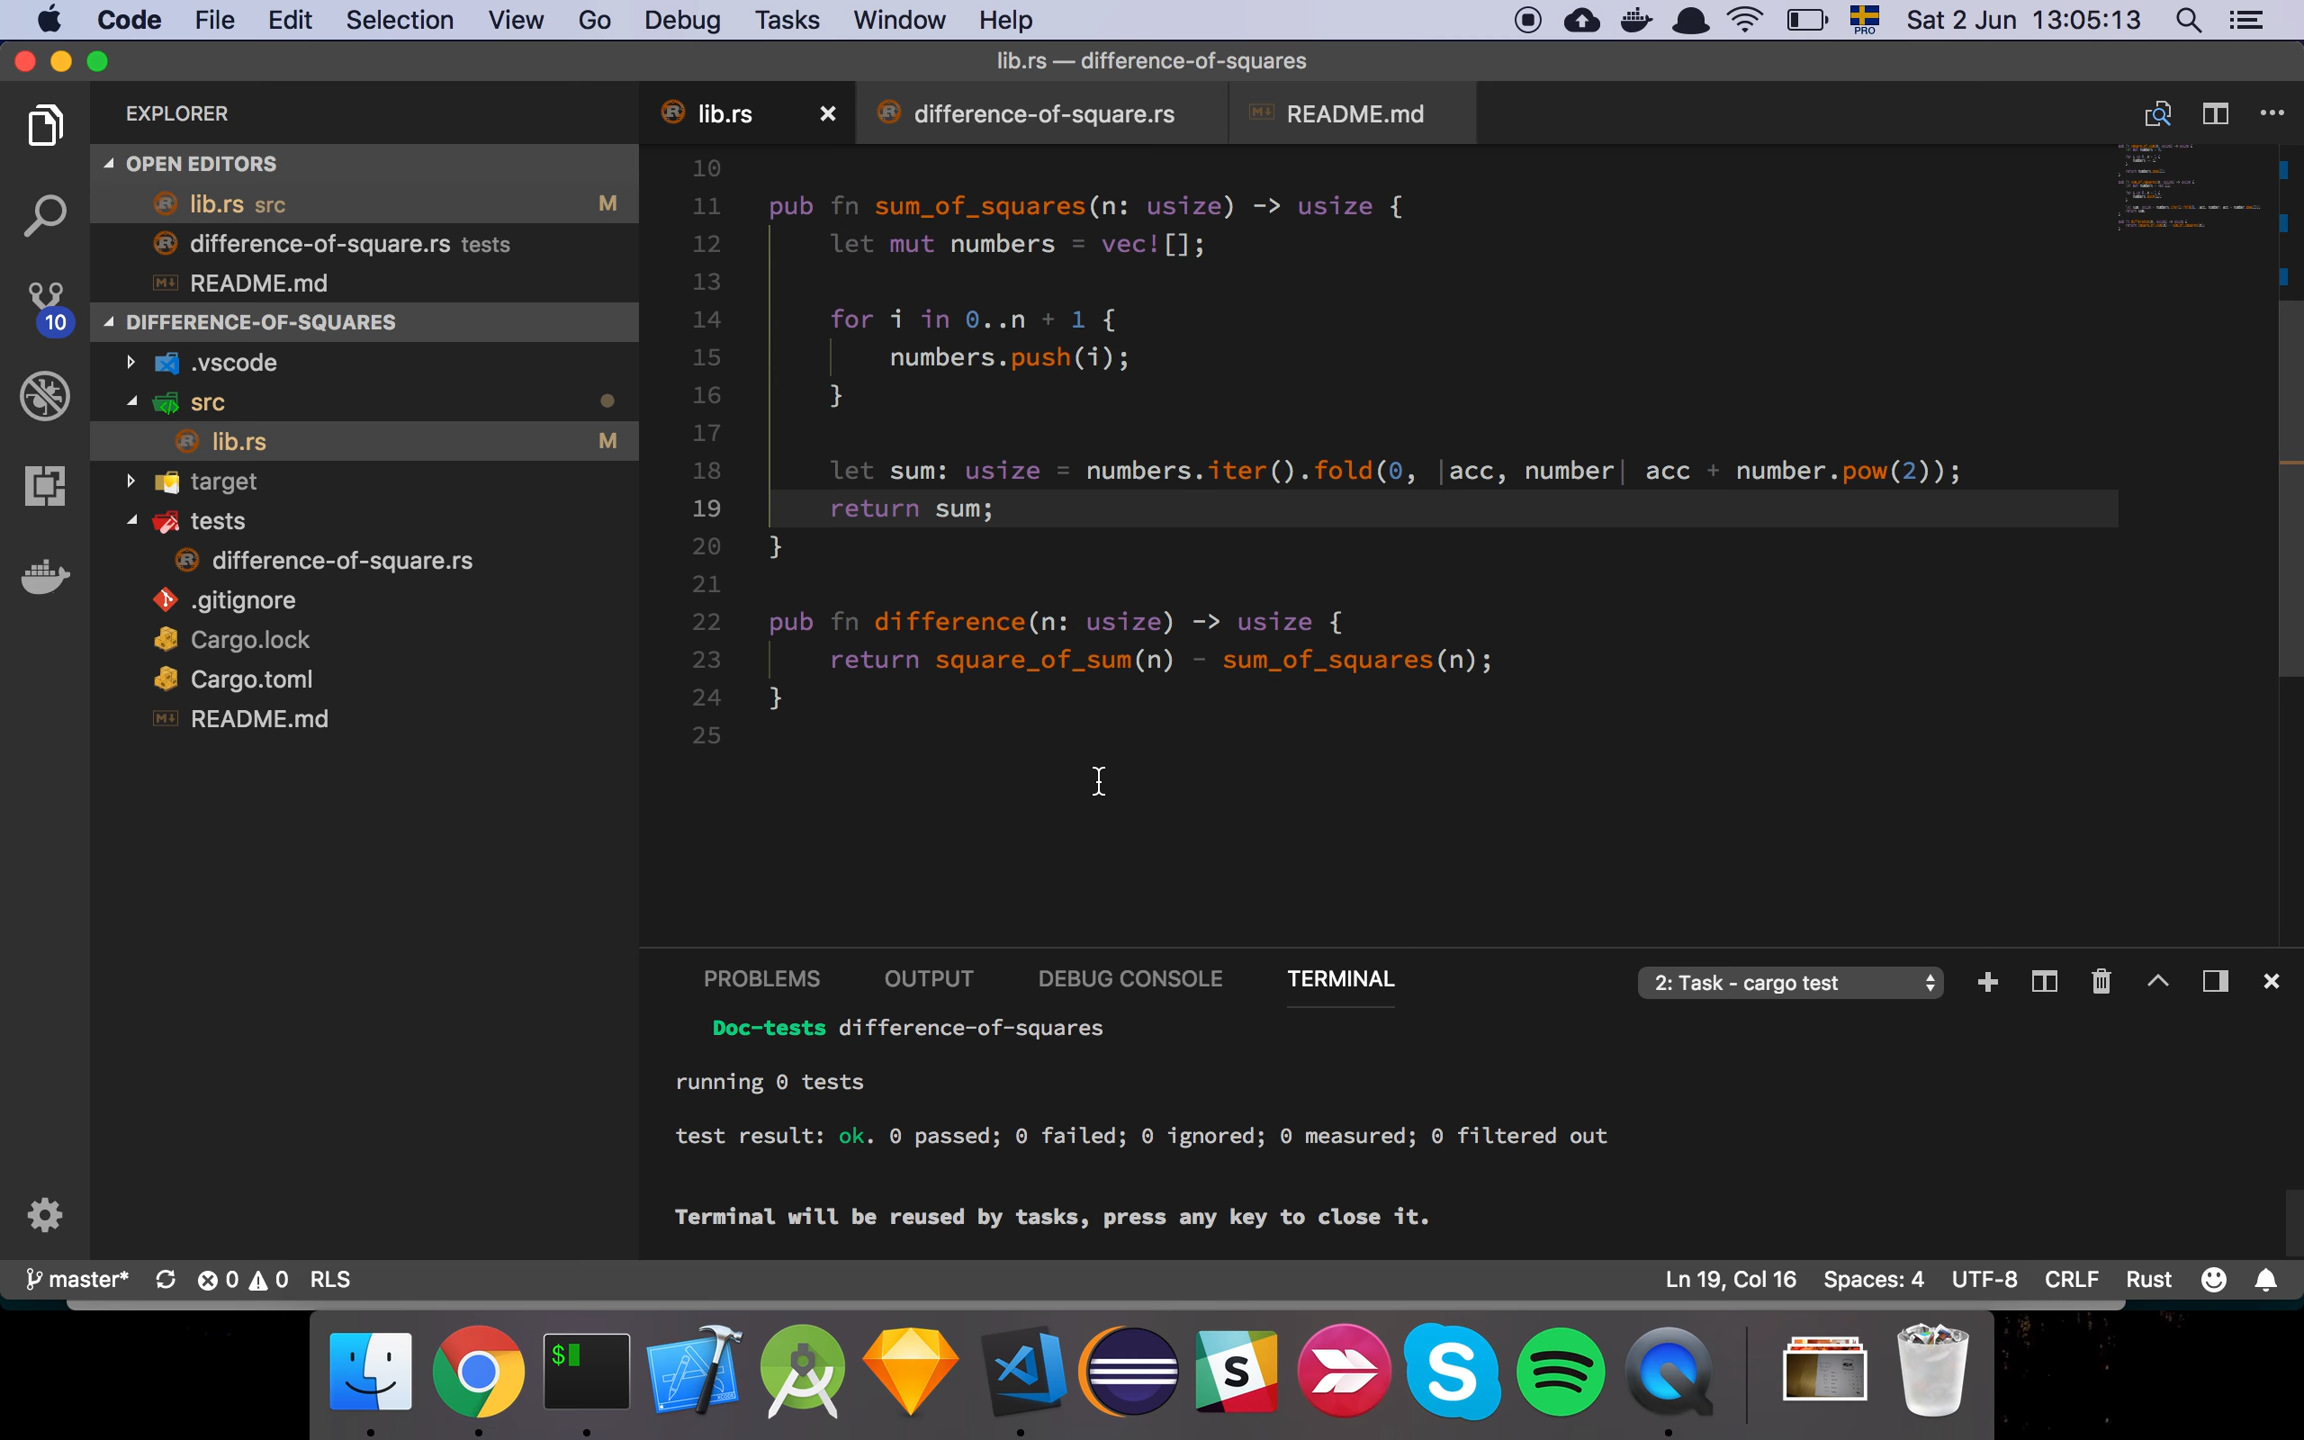 Code File Edit Selection View Go Debug Tasks Window Help PRO Sat 2 Jun 13:05:13
lib.rs — difference-of-squares
EXPLORER
OPEN EDITORS
lib.rs src M
difference-of-square.rs tests
README.md
DIFFERENCE-OF-SQUARES
.vscode
src
lib.rs M
target
tests
difference-of-square.rs
.gitignore
Cargo.lock
Cargo.toml
README.md
10
lib.rs difference-of-square.rs README.md
10
11 pub fn sum_of_squares(n: usize) -> usize {
12 let mut numbers = vec![];
13
14 for i in 0..n + 1 {
15 numbers.push(i);
16 }
17
18 let sum: usize = numbers.iter().fold(0, |acc, number| acc + number.pow(2));
19 return sum;
20 }
21
22 pub fn difference(n: usize) -> usize {
23 return square_of_sum(n) - sum_of_squares(n);
24 }
25
PROBLEMS OUTPUT DEBUG CONSOLE TERMINAL 2: Task - cargo test
Doc-tests difference-of-squares
running 0 tests
test result: ok. 0 passed; 0 failed; 0 ignored; 0 measured; 0 filtered out
Terminal will be reused by tasks, press any key to close it.
master* 0 0 RLS Ln 19, Col 16 Spaces: 4 UTF-8 CRLF Rust